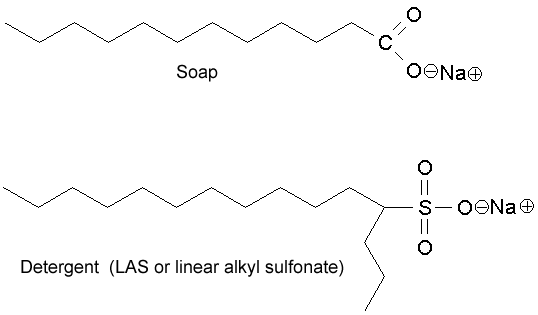 O
C
O⊖Na⊕
Soap
O
S O⊖Na⊕
O
Detergent (LAS or linear alkyl sulfonate)